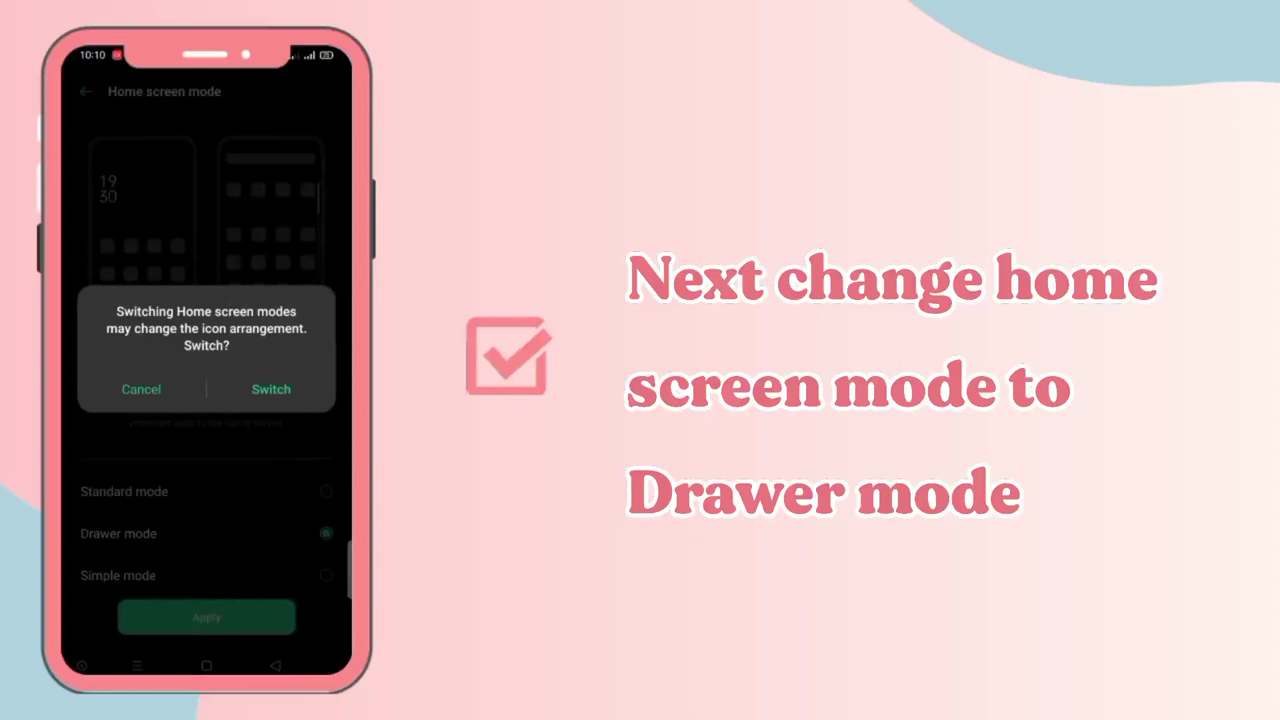 10:10
Home screen mode
19
30
Switching Home screen modes
may change the icon arrangement.
Switch?
Cancel
Switch
Standard mode
Drawer mode
Simple mode
Apply
Next change home
screen mode to
Drawer mode